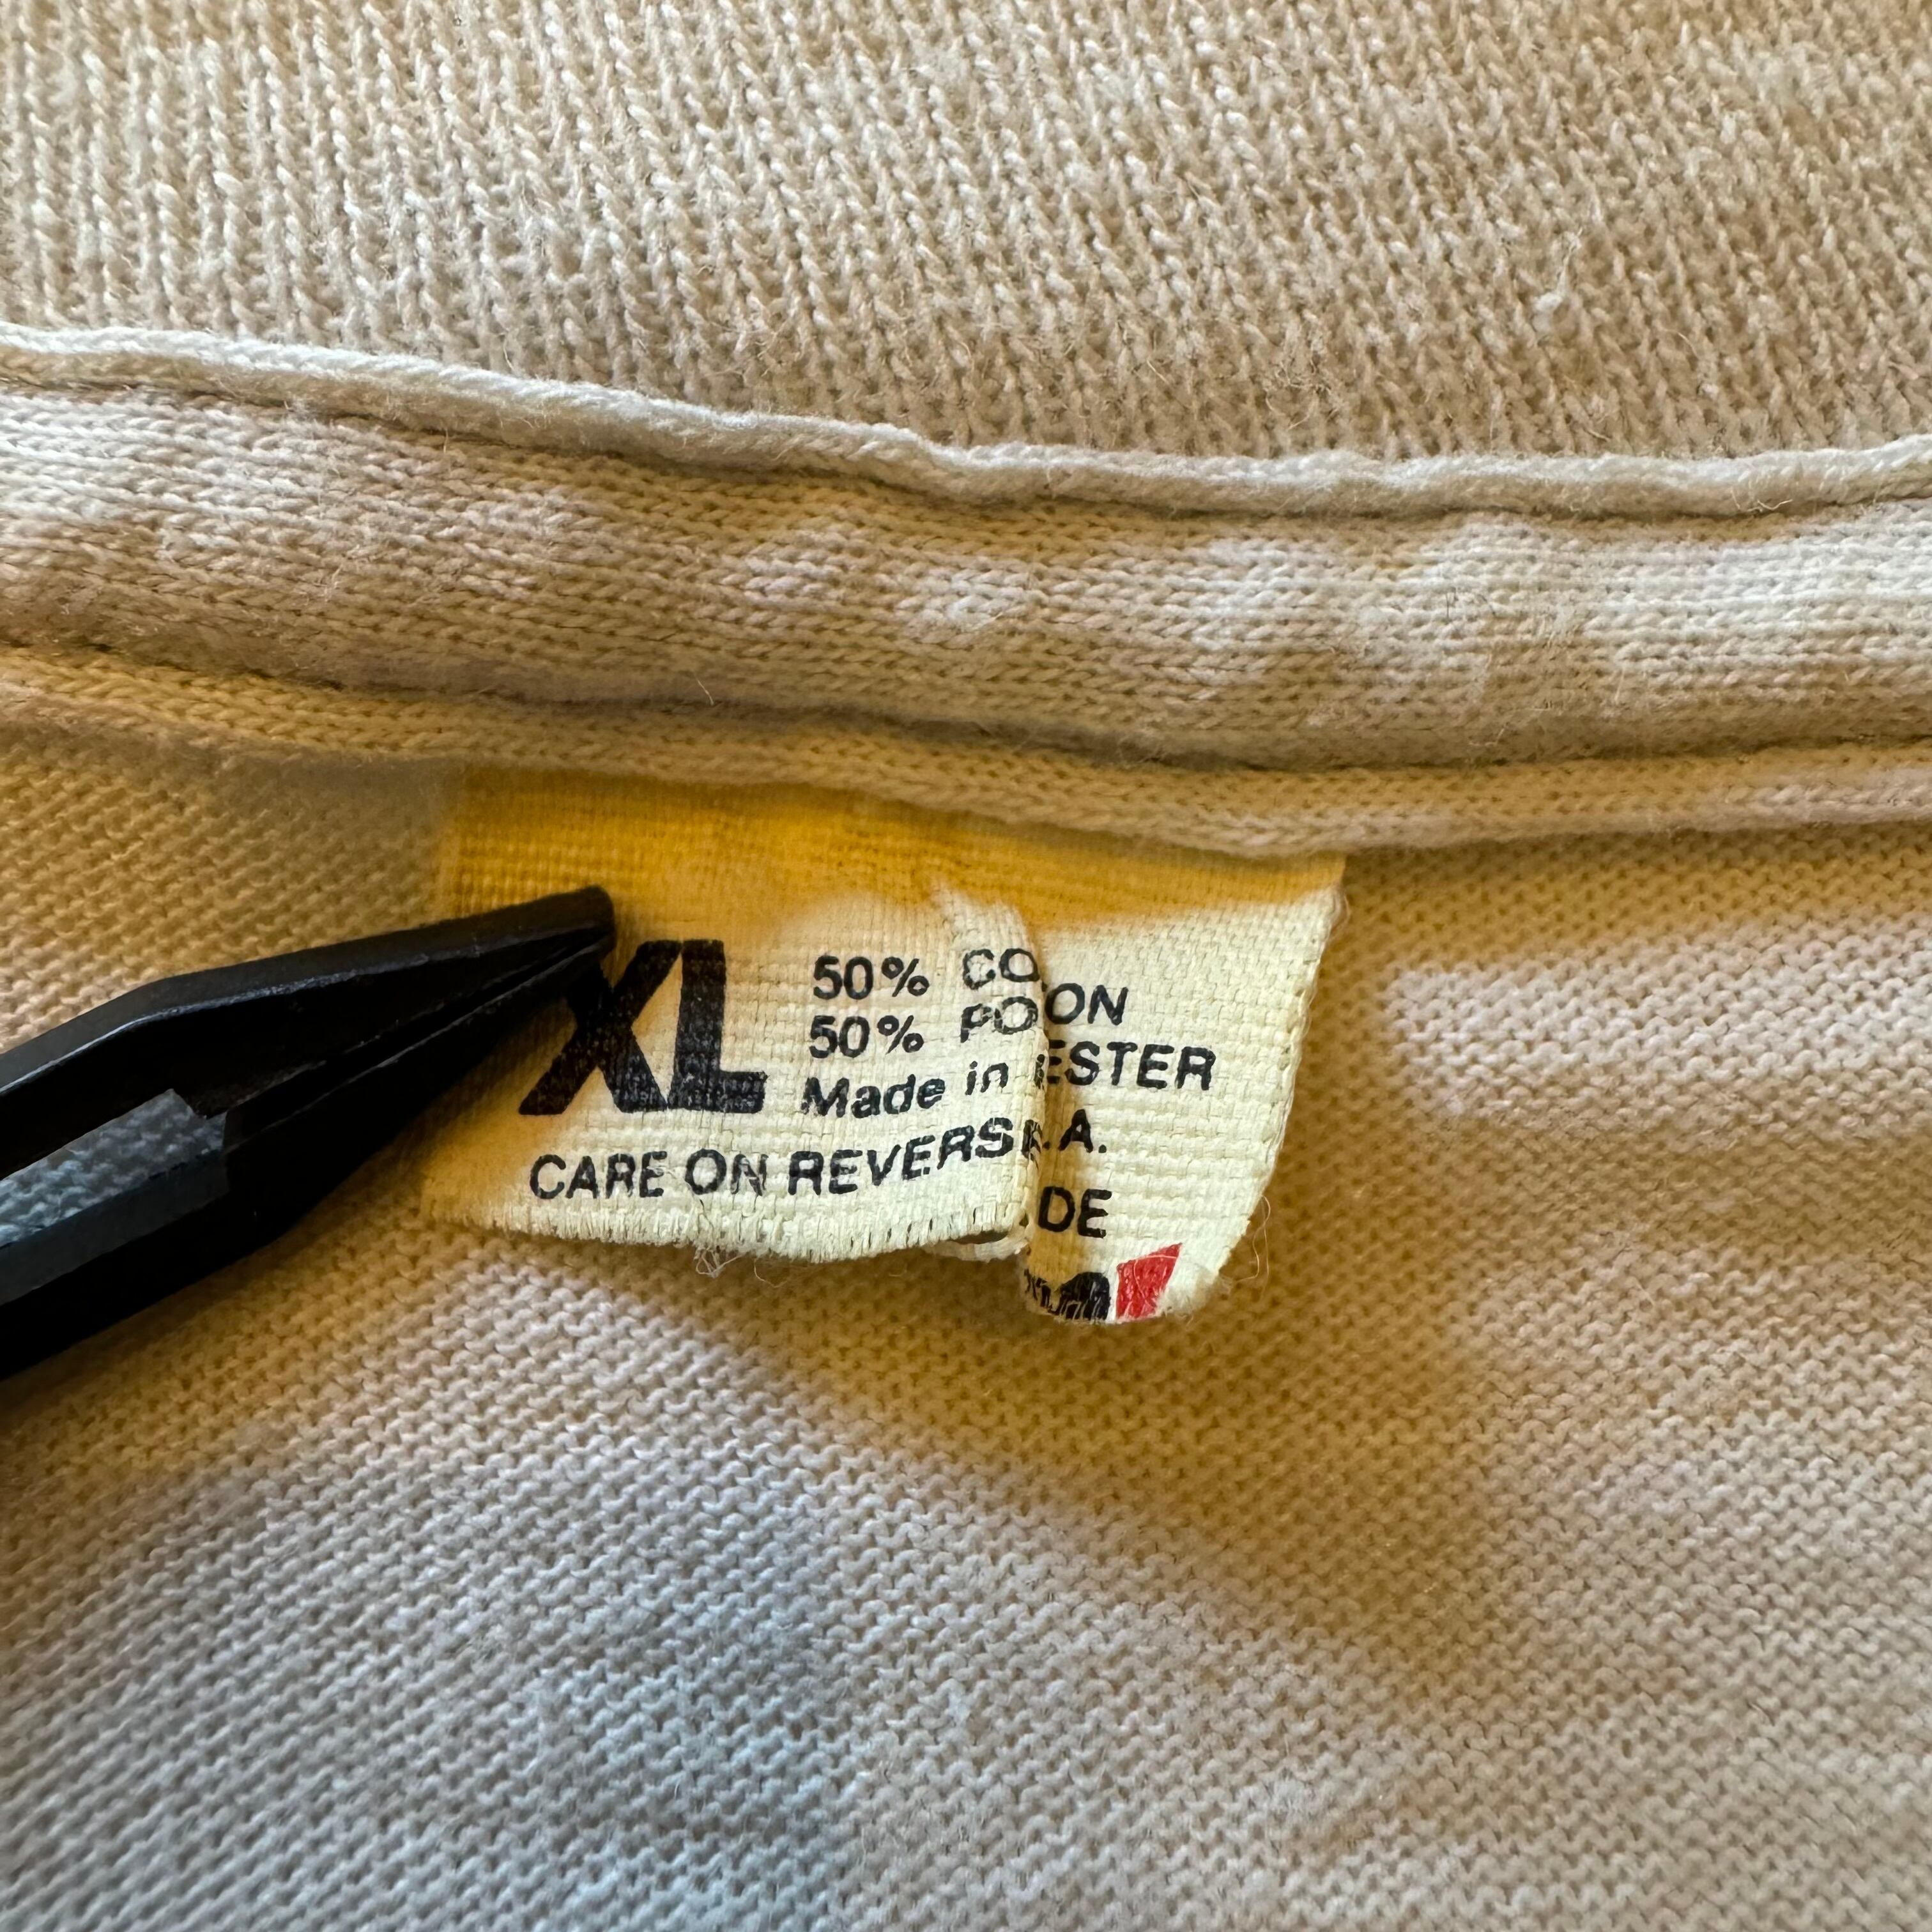 XL
50% CO ON
50% PO ESTER
Made in .A.
CARE ON REVERS DE